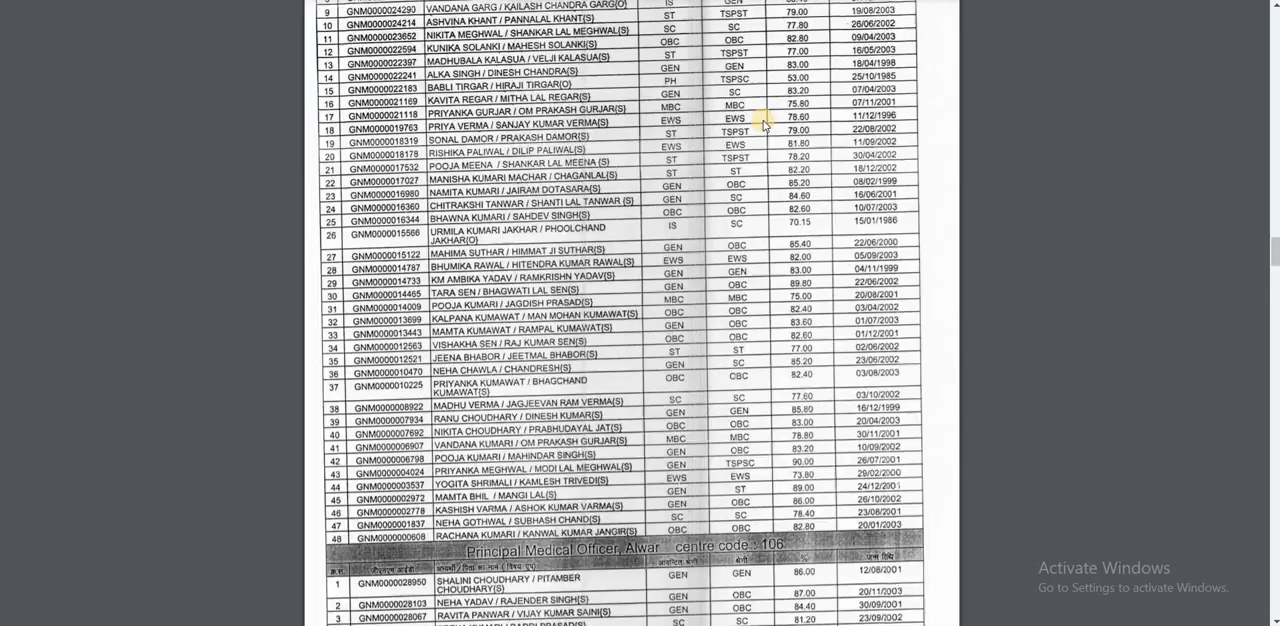 9 GNM0000024290 VANDANA GARG / KAILASH CHANDRA GARG{O} IS GEN
10 GNM0000024214 ASHVINA KHANT / PANNALAL KHANT{S} ST TSPST 79.00 19/08/2003
11 GNM0000023652 NIKITA MEGHWAL / SHANKAR LAL MEGHWAL{S} SC SC 77.80 26/06/2002
12 GNM0000022594 KUNIKA SOLANKI / MAHESH SOLANKI{S} OBC OBC 82.80 09/04/2003
13 GNM0000022397 MADHUBALA KALASUA / VELJI KALASUA{S} ST TSPST 77.00 16/05/2003
14 GNM0000022241 ALKA SINGH / DINESH CHANDRA{S} GEN GEN 83.00 18/04/1998
15 GNM0000022183 BABLI TIRGAR / HIRAJI TIRGAR{O} PH TSPSC 53.00 25/10/1985
16 GNM0000021169 KAVITA REGAR / MITHA LAL REGAR{S} GEN SC 83.20 07/04/2003
17 GNM0000021118 PRIYANKA GURJAR / OM PRAKASH GURJAR{S} MBC MBC 75.80 07/11/2001
18 GNM0000019763 PRIYA VERMA / SANJAY KUMAR VERMA{S} EWS EWS 78.60 11/12/1996
19 GNM0000018319 SONAL DAMOR / PRAKASH DAMOR{S} ST TSPST 79.00 22/08/2002
20 GNM0000018178 RISHIKA PALIWAL / DILIP PALIWAL{S} EWS EWS 81.80 11/09/2002
21 GNM0000017532 POOJA MEENA / SHANKAR LAL MEENA {S} ST TSPST 78.20 30/04/2002
22 GNM0000017027 MANISHA KUMARI MACHAR / CHAGANLAL{S} ST ST 82.20 18/12/2002
23 GNM0000016980 NAMITA KUMARI / JAIRAM DOTASARA{S} GEN OBC 85.20 08/02/1999
24 GNM0000016360 CHITRAKSHI TANWAR / SHANTI LAL TANWAR {S} GEN SC 84.60 16/06/2001
25 GNM0000016344 BHAWNA KUMARI / SAHDEV SINGH{S} OBC OBC 82.60 10/07/2003
26 GNM0000015566 URMILA KUMARI JAKHAR / PHOOLCHAND IS SC 70.15 15/01/1986
JAKHAR{O}
27 GNM0000015122 MAHIMA SUTHAR / HIMMAT JI SUTHAR{S} GEN OBC 85.40 22/06/2000
28 GNM0000014787 BHUMIKA RAWAL / HITENDRA KUMAR RAWAL{S} EWS EWS 82.00 05/09/2003
29 GNM0000014733 KM AMBIKA YADAV / RAMKRISHN YADAV{S} GEN GEN 83.00 04/11/1999
30 GNM0000014465 TARA SEN / BHAGWATI LAL SEN{S} GEN OBC 89.80 22/06/2002
31 GNM0000014009 POOJA KUMARI / JAGDISH PRASAD{S} MBC MBC 75.00 20/08/2001
32 GNM0000013699 KALPANA KUMAWAT / MAN MOHAN KUMAWAT{S} OBC OBC 82.40 03/04/2002
33 GNM0000013443 MAMTA KUMAWAT / RAMPAL KUMAWAT{S} GEN OBC 83.60 01/07/2003
34 GNM0000012563 VISHAKHA SEN / RAJ KUMAR SEN{S} OBC OBC 82.60 01/12/2001
35 GNM0000012521 JEENA BHABOR / JEETMAL BHABOR{S} ST ST 77.00 02/06/2002
36 GNM0000010470 NEHA CHAWLA / CHANDRESH{S} GEN SC 85.20 23/06/2002
37 GNM0000010225 PRIYANKA KUMAWAT / BHAGCHAND OBC OBC 82.40 03/08/2003
KUMAWAT{S}
38 GNM0000008922 MADHU VERMA / JAGJEEVAN RAM VERMA{S} SC SC 77.60 03/10/2002
39 GNM0000007934 RANU CHOUDHARY / DINESH KUMAR{S} GEN GEN 85.80 16/12/1999
40 GNM0000007692 NIKITA CHOUDHARY / PRABHUDAYAL JAT{S} OBC OBC 83.00 20/04/2003
41 GNM0000006907 VANDANA KUMARI / OM PRAKASH GURJAR{S} MBC MBC 78.80 30/11/2001
42 GNM0000006798 POOJA KUMARI / MAHINDAR SINGH{S} GEN OBC 83.20 10/09/2002
43 GNM0000004024 PRIYANKA MEGHWAL / MODI LAL MEGHWAL{S} GEN TSPSC 90.00 26/07/2001
44 GNM0000003537 YOGITA SHRIMALI / KAMLESH TRIVEDI{S} EWS EWS 73.80 29/02/2000
45 GNM0000002972 MAMTA BHIL / MANGI LAL{S} GEN ST 89.00 24/12/2001
46 GNM0000002778 KASHISH VARMA / ASHOK KUMAR VARMA{S} GEN OBC 86.00 26/10/2002
47 GNM0000001837 NEHA GOTHWAL / SUBHASH CHAND{S} SC SC 78.40 23/08/2001
48 GNM0000000608 RACHANA KUMARI / KANWAL KUMAR JANGIR{S} OBC OBC 82.80 20/01/2003
Principal Medical Officer, Alwar centre code : 106
श्रेणी % जन्म तिथि
1 GNM0000028950 SHALINI CHOUDHARY / PITAMBER GEN GEN 86.00 12/08/2001
CHOUDHARY{S}
2 GNM0000028103 NEHA YADAV / RAJENDER SINGH{S} GEN OBC 87.00 20/11/2003
3 GNM0000028067 RAVITA PANWAR / VIJAY KUMAR SAINI{S} GEN OBC 84.40 30/09/2001
SC SC 81.20 23/09/2002
Activate Windows
Go to Settings to activate Windows.